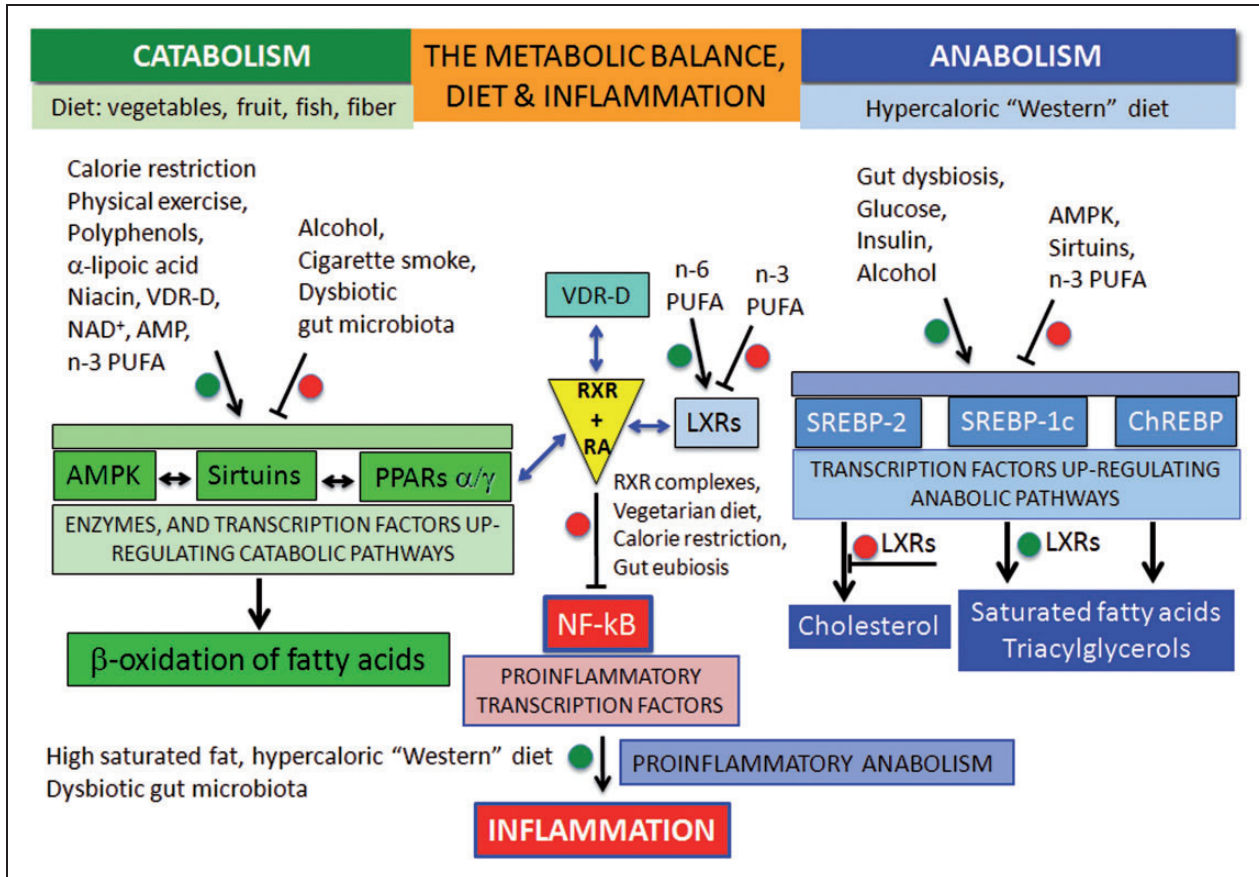 CATABOLISM
Diet: vegetables, fruit, fish, fiber
THE METABOLIC BALANCE,
DIET & INFLAMMATION
ANABOLISM
Hypercaloric “Western” diet
Calorie restriction
Physical exercise,
Polyphenols,
α-lipoic acid
Niacin, VDR-D,
NAD⁺, AMP,
n-3 PUFA
Alcohol,
Cigarette smoke,
Dysbiotic
gut microbiota
VDR-D
n-6
PUFA
n-3
PUFA
Gut dysbiosis,
Glucose,
Insulin,
Alcohol
AMPK,
Sirtuins,
n-3 PUFA
RXR
+
RA
LXRs
AMPK
Sirtuins
PPARs α/γ
ENZYMES, AND TRANSCRIPTION FACTORS UP-
REGULATING CATABOLIC PATHWAYS
β-oxidation of fatty acids
RXR complexes,
Vegetarian diet,
Calorie restriction,
Gut eubiosis
SREBP-2
SREBP-1c
ChREBP
TRANSCRIPTION FACTORS UP-REGULATING
ANABOLIC PATHWAYS
LXRs
LXRs
Cholesterol
Saturated fatty acids
Triacylglycerols
NF-kB
PROINFLAMMATORY
TRANSCRIPTION FACTORS
High saturated fat, hypercaloric “Western” diet
Dysbiotic gut microbiota
PROINFLAMMATORY ANABOLISM
INFLAMMATION